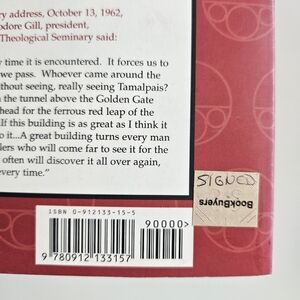 ry address, October 13, 1962,
odore Gill, president,
Theological Seminary said:
y time it is encountered. It forces us to
we pass. Whoever came around the
ithout seeing, really seeing Tamalpais?
n the tunnel above the Golden Gate
head for the ferrous red leap of the
If this building is as great as I think it
o it...A great building turns every man
lers who will come far to see it for the
often will discover it all over again,
very time."
SIGNED
BookBuyers
ISBN 0-912133-15-5
90000>
9 780912 133157